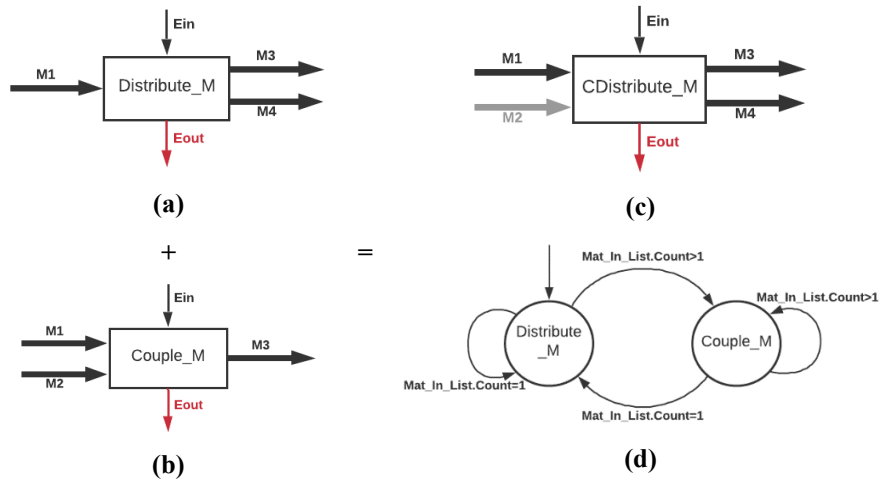 Ein
M1
Distribute_M
M3
M4
Eout
(a)
+
Ein
M1
M2
Couple_M
M3
Eout
(b)
=
Ein
M1
M2
CDistribute_M
M3
M4
Eout
(c)
Mat_In_List.Count>1
Distribute
_M
Couple_M
Mat_In_List.Count>1
Mat_In_List.Count=1
Mat_In_List.Count=1
(d)